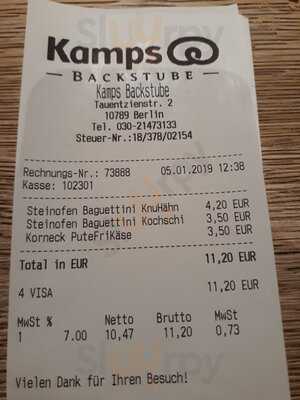 Kamps
BACKSTUBE
Kamps Backstube
Tauentzienstr. 2
10789 Berlin
Tel. 030-21473133
Steuer-Nr.:18/378/02154
Rechnungs-Nr.: 73888 05.01.2019 12:38
Kasse: 102301
Steinofen Baguettini KnuHähn 4,20 EUR
Steinofen Baguettini Kochschi 3,50 EUR
Korneck PuteFriKäse 3,50 EUR
Total in EUR 11,20 EUR
4 VISA 11,20 EUR
MwSt % Netto Brutto MwSt
1 7.00 10,47 11,20 0,73
Vielen Dank für Ihren Besuch!